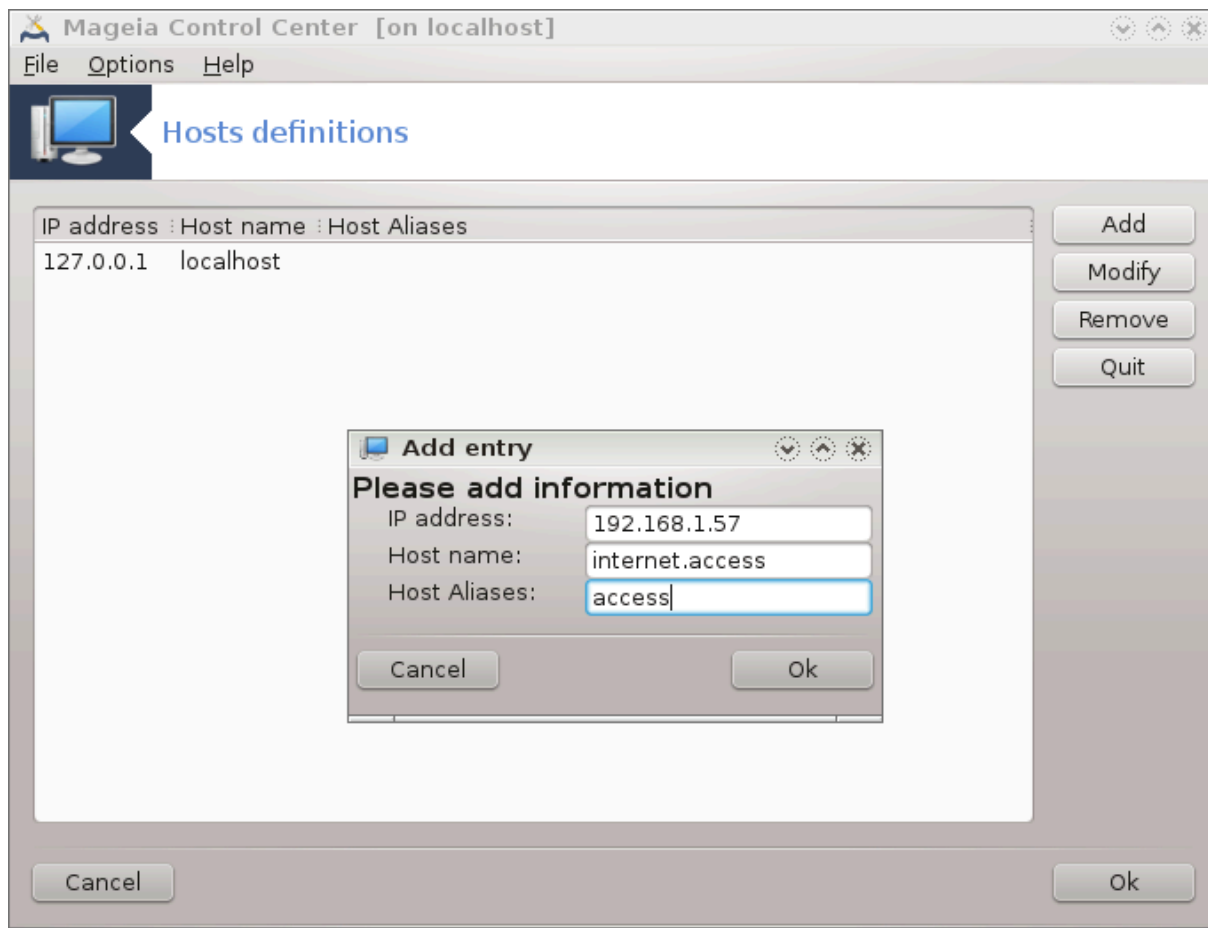 Mageia Control Center [on localhost]
File Options Help
Hosts definitions
IP address Host name Host Aliases
127.0.0.1 localhost
Add
Modify
Remove
Quit
Add entry
Please add information
IP address: 192.168.1.57
Host name: internet.access
Host Aliases: access
Cancel Ok
Cancel Ok